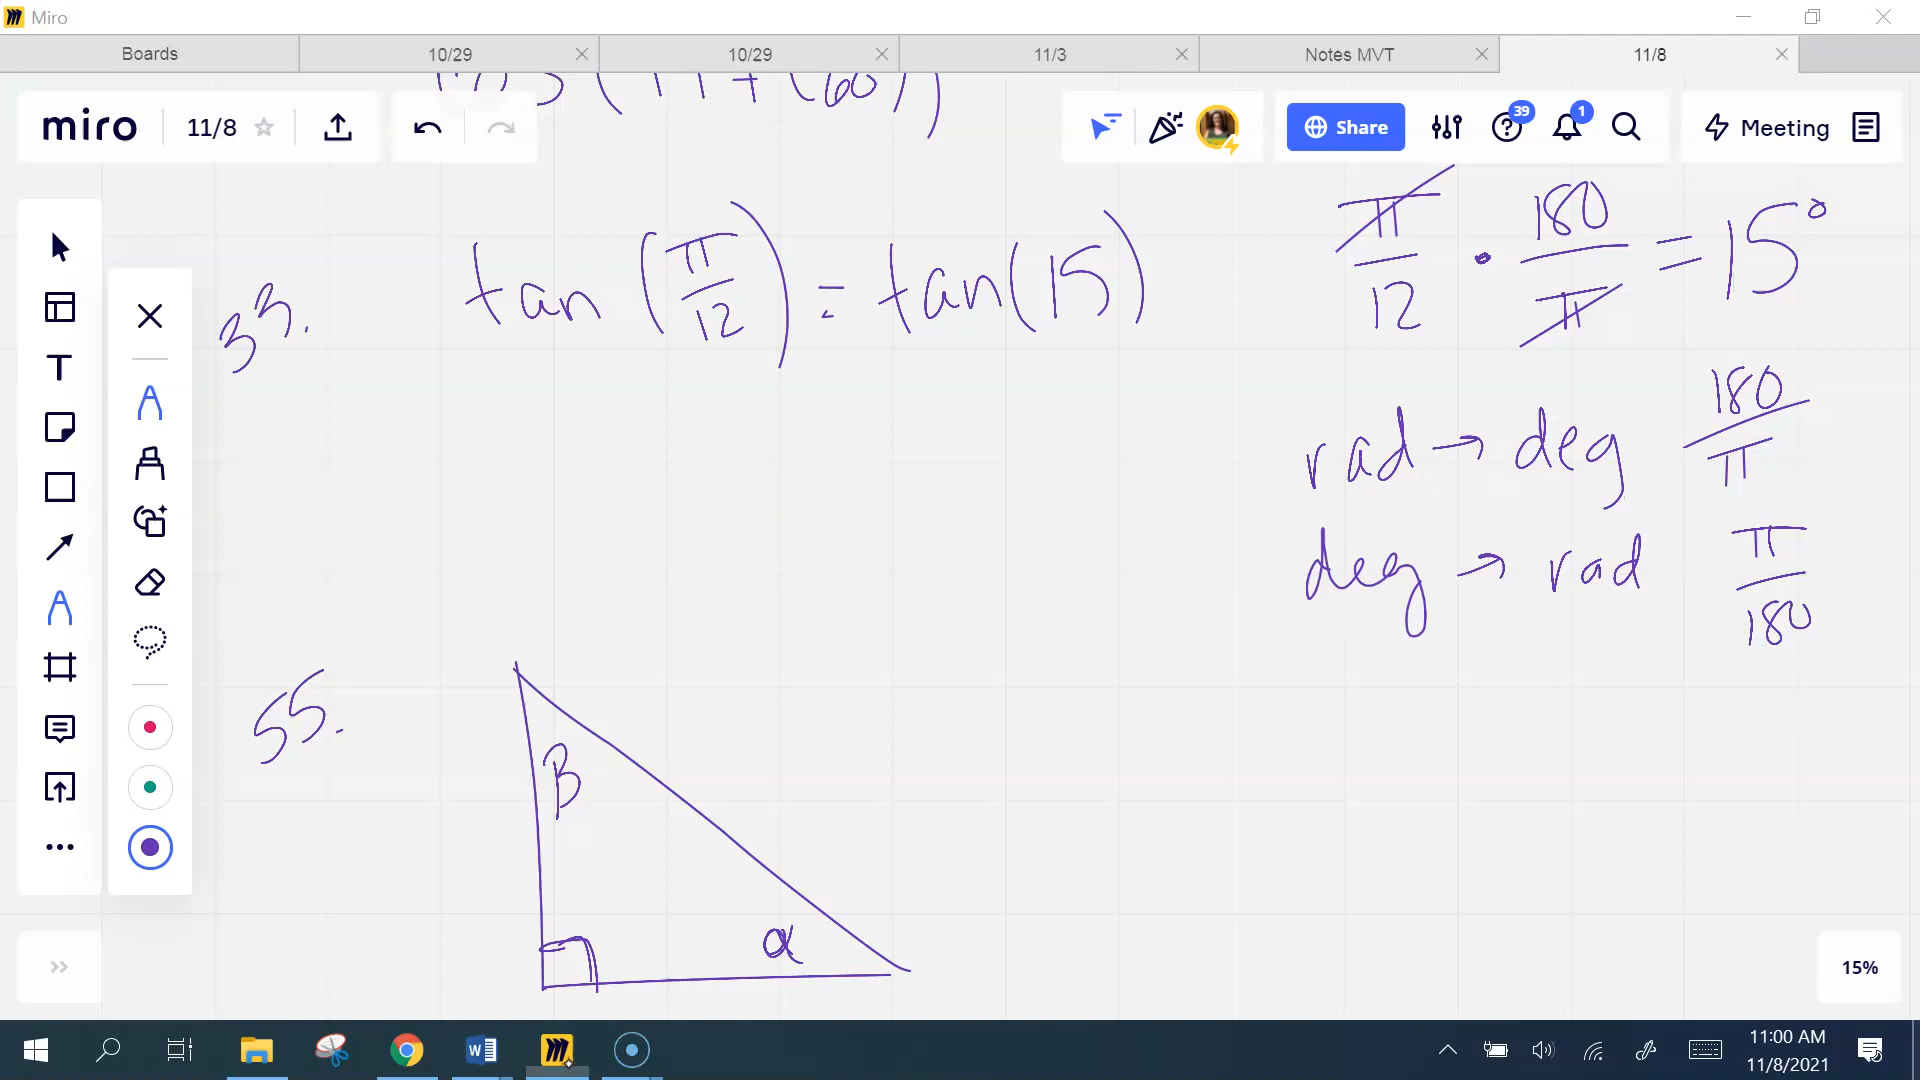 Miro
Boards 10/29 10/29 11/3 Notes MVT 11/8
miro 11/8 Share 39 1 Meeting
33. tan (π/12) = tan(15) π/12 · 180/π = 15°
rad → deg 180/π
deg → rad π/180
T
55.
β
α
15%
11:00 AM
11/8/2021